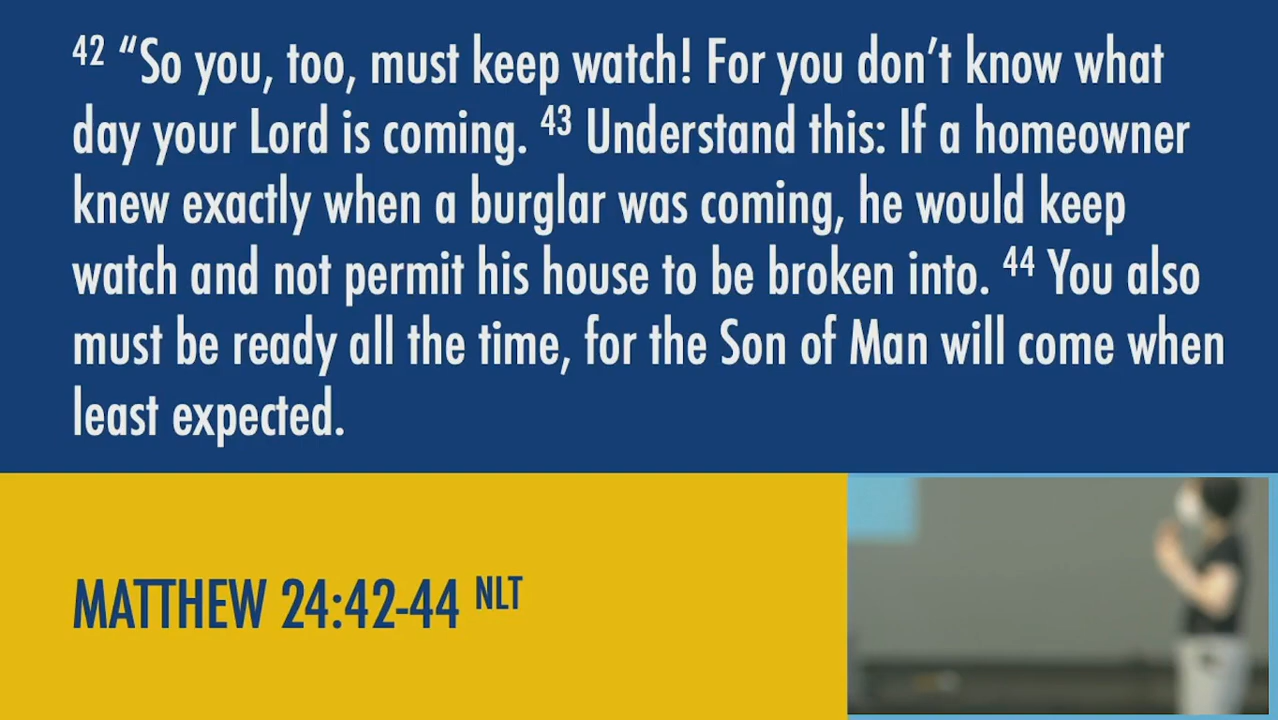 42 “So you, too, must keep watch! For you don’t know what
day your Lord is coming. 43 Understand this: If a homeowner
knew exactly when a burglar was coming, he would keep
watch and not permit his house to be broken into. 44 You also
must be ready all the time, for the Son of Man will come when
least expected.
MATTHEW 24:42-44 NLT